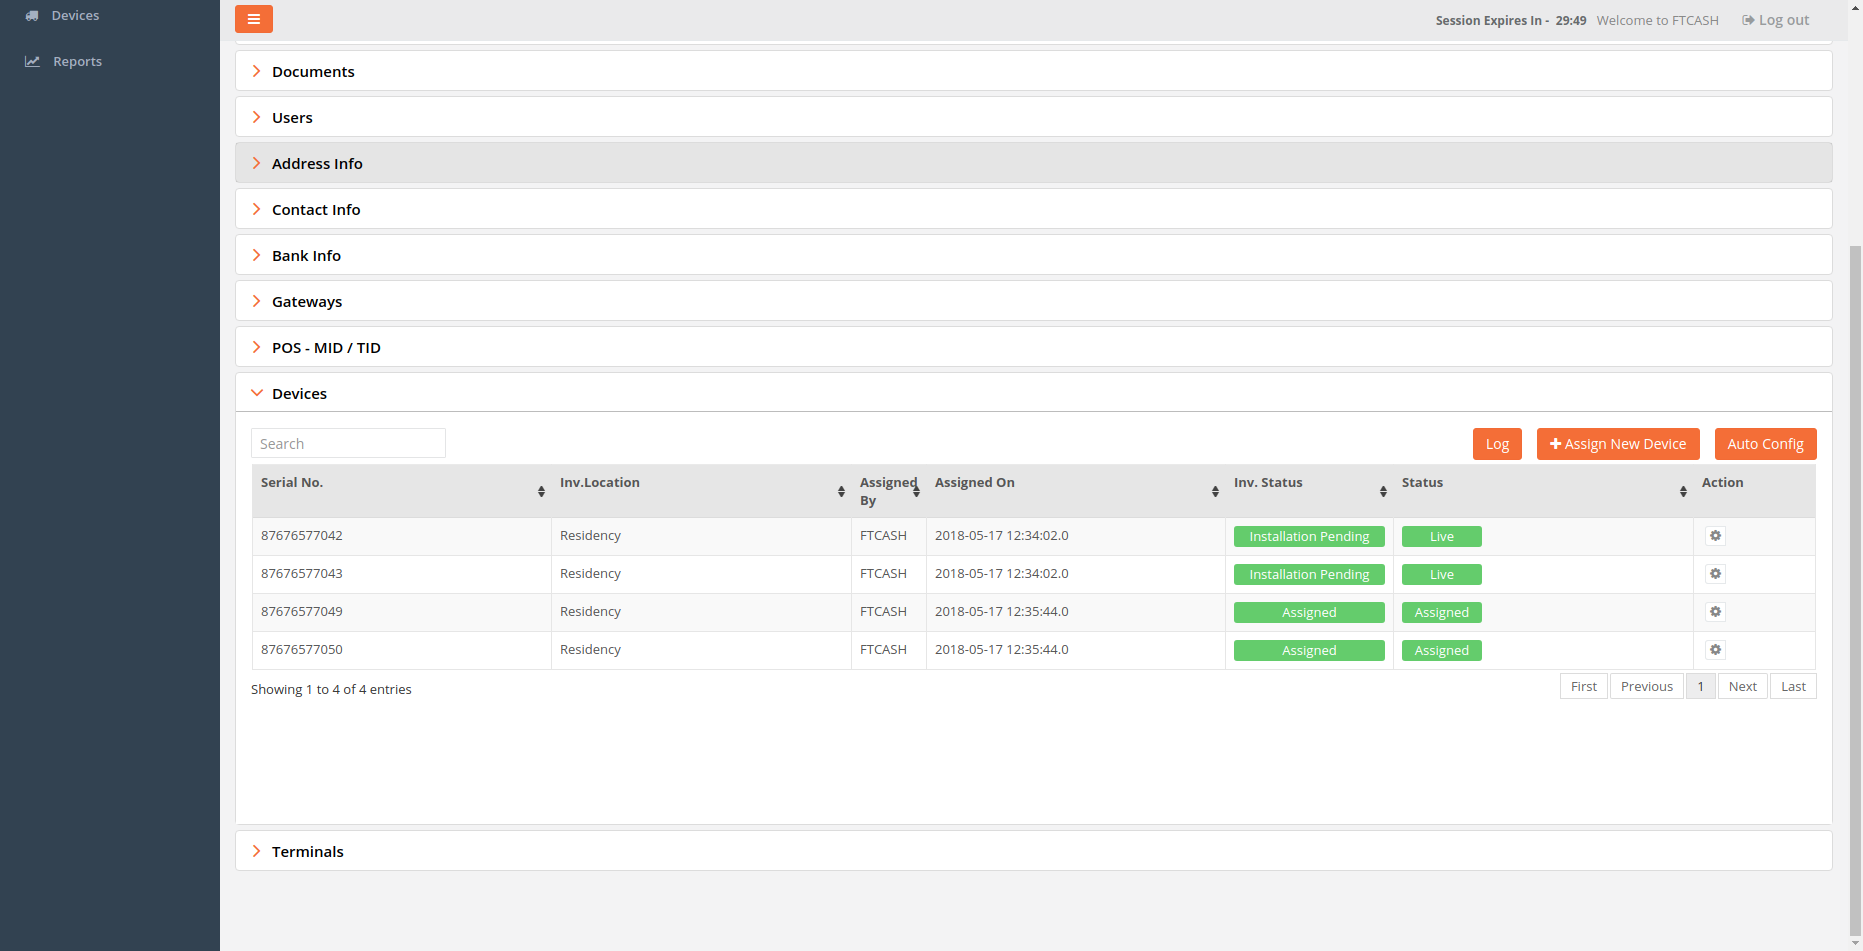 Devices
Reports
Session Expires In - 29:49 Welcome to FTCASH Log out
Documents
Users
Address Info
Contact Info
Bank Info
Gateways
POS - MID / TID
Devices
Search Log Assign New Device Auto Config
Serial No. Inv.Location Assigned By Assigned On Inv. Status Status Action
87676577042 Residency FTCASH 2018-05-17 12:34:02.0 Installation Pending Live
87676577043 Residency FTCASH 2018-05-17 12:34:02.0 Installation Pending Live
87676577049 Residency FTCASH 2018-05-17 12:35:44.0 Assigned Assigned
87676577050 Residency FTCASH 2018-05-17 12:35:44.0 Assigned Assigned
Showing 1 to 4 of 4 entries First Previous 1 Next Last
Terminals